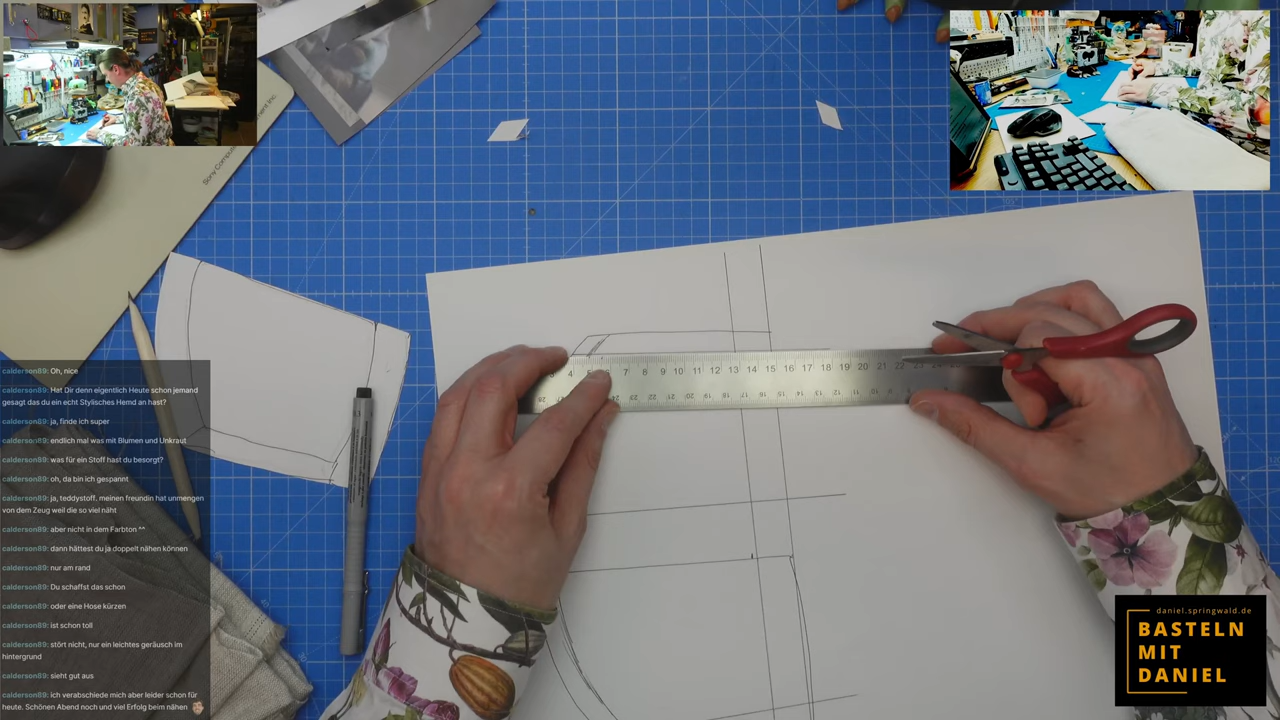 Sony Computer
calderson89: Oh, nice
calderson89: Hat Dir denn eigentlich Heute schon jemand
gesagt das du ein echt Stylisches Hemd an hast?
calderson89: ja, finde ich super
calderson89: endlich mal was mit Blumen und Unkraut
calderson89: was für ein Stoff hast du besorgt?
calderson89: oh, da bin ich gespannt
calderson89: ja, teddystoff. meinen freundin hat unmengen
von dem Zeug weil die so viel näht
calderson89: aber nicht in dem Farbton ^^
calderson89: dann hättest du ja doppelt nähen können
calderson89: nur am rand
calderson89: Du schaffst das schon
calderson89: oder eine Hose kürzen
calderson89: ist schon toll
calderson89: stört nicht, nur ein leichtes geräusch im
hintergrund
calderson89: sieht gut aus
calderson89: ich verabschiede mich aber leider schon für
heute. Schönen Abend noch und viel Erfolg beim nähen
4 5 6 7 8 9 10 11 12 13 14 15 16 17 18 19 20 21 22
daniel.springwald.de
BASTELN
MIT
DANIEL